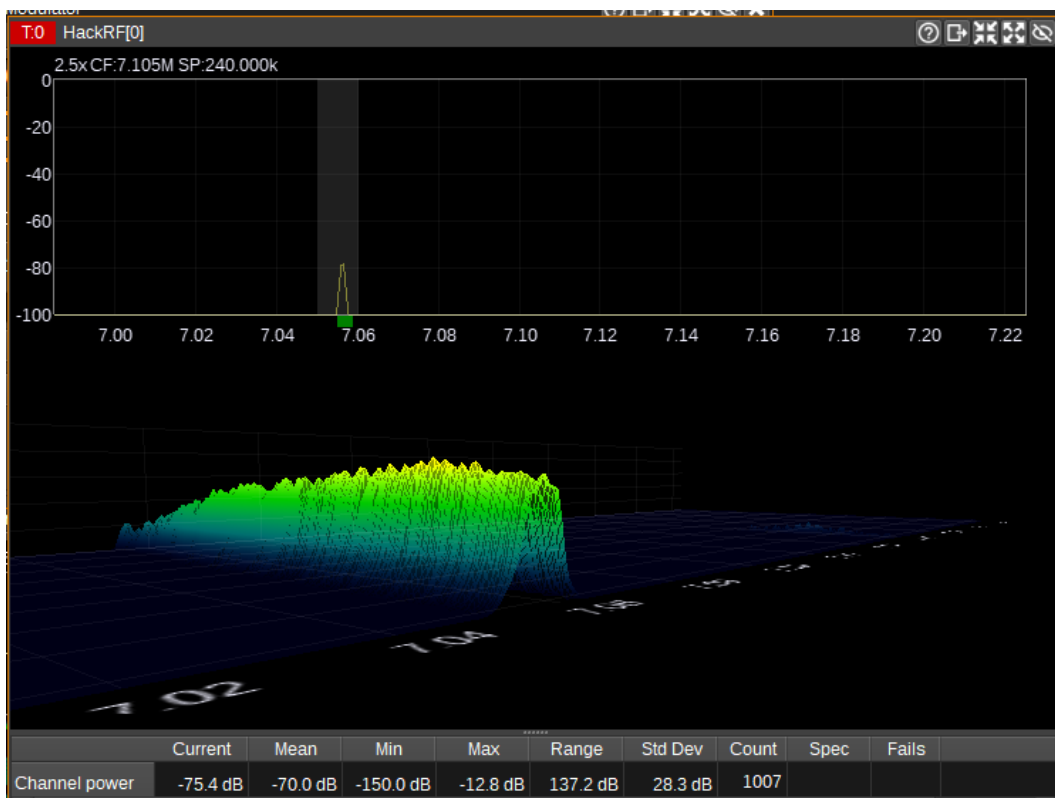 Modulator
T:0 HackRF[0]
2.5x CF:7.105M SP:240.000k
0
-20
-40
-60
-80
-100
7.00 7.02 7.04 7.06 7.08 7.10 7.12 7.14 7.16 7.18 7.20 7.22
7.02
7.04
7.08
Current Mean Min Max Range Std Dev Count Spec Fails
Channel power -75.4 dB -70.0 dB -150.0 dB -12.8 dB 137.2 dB 28.3 dB 1007